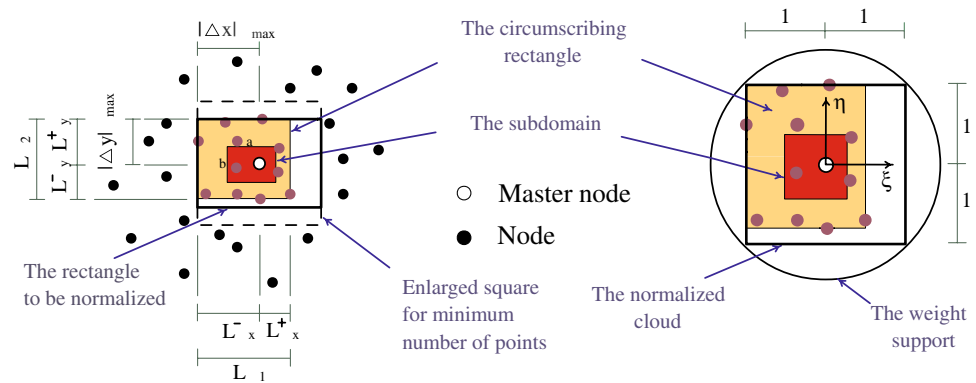 |△x| max
The circumscribing
rectangle
1 1
L 2
L⁻ y L⁺ y
|△y| max
a
b
The subdomain
η
ξ
1
1
Master node
Node
The rectangle
to be normalized
Enlarged square
for minimum
number of points
L⁻ x L⁺ x
L 1
The normalized
cloud
The weight
support